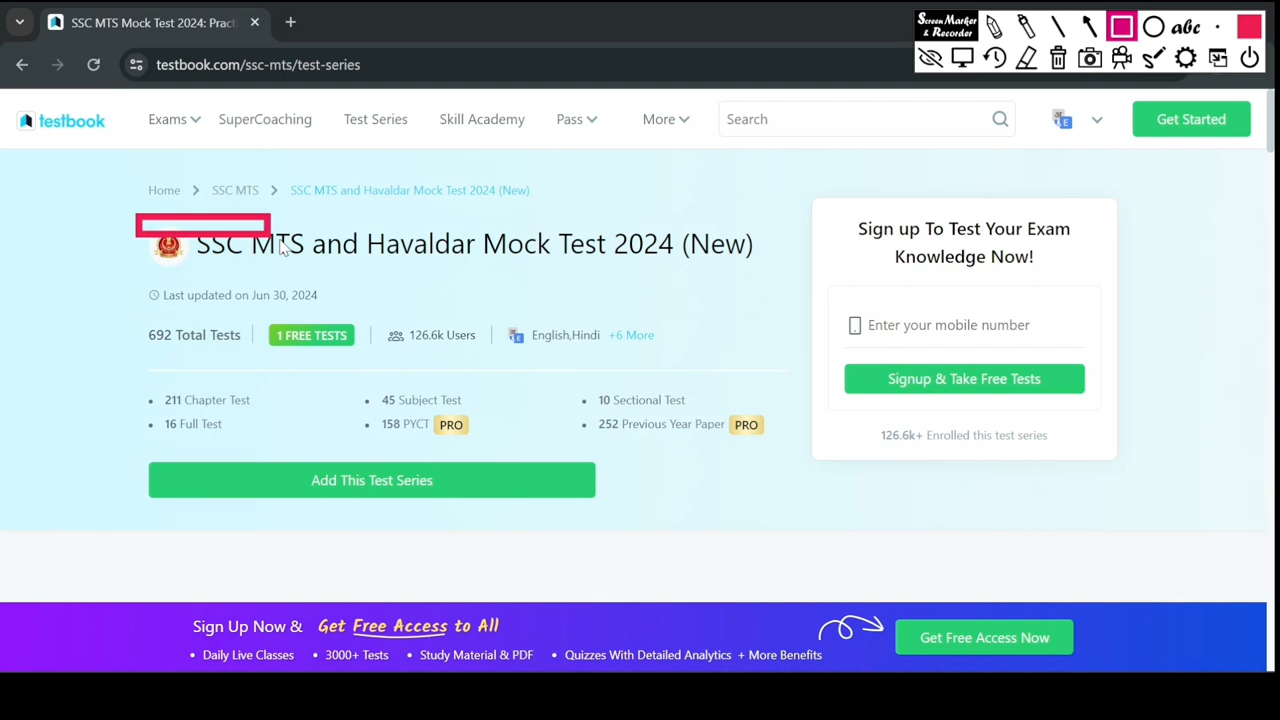 SSC MTS Mock Test 2024: Pract
Screen Marker & Recorder
abc
testbook.com/ssc-mts/test-series
testbook
Exams
SuperCoaching
Test Series
Skill Academy
Pass
More
Search
E
Get Started
Home
SSC MTS
SSC MTS and Havaldar Mock Test 2024 (New)
SSC MTS and Havaldar Mock Test 2024 (New)
Last updated on Jun 30, 2024
692 Total Tests
1 FREE TESTS
126.6k Users
English,Hindi
+6 More
• 211 Chapter Test
• 45 Subject Test
• 10 Sectional Test
• 16 Full Test
• 158 PYCT PRO
• 252 Previous Year Paper PRO
Add This Test Series
Sign up To Test Your Exam
Knowledge Now!
Enter your mobile number
Signup & Take Free Tests
126.6k+ Enrolled this test series
Sign Up Now & Get Free Access to All
• Daily Live Classes • 3000+ Tests • Study Material & PDF • Quizzes With Detailed Analytics + More Benefits
Get Free Access Now